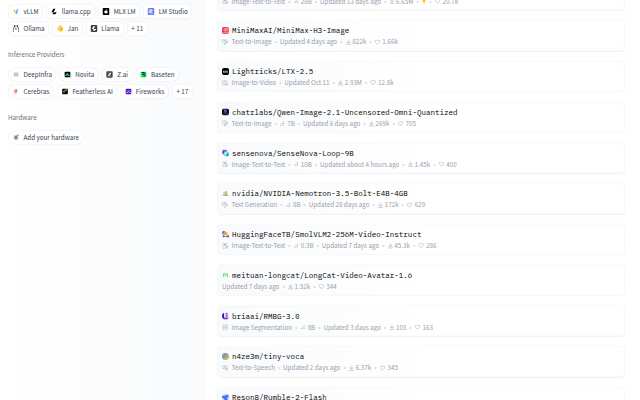 vLLM llama.cpp MLX LM LM Studio
Ollama Jan Llama + 11
Inference Providers
DeepInfra Novita Z.ai Baseten
Cerebras Featherless AI Fireworks + 17
Hardware
Add your hardware
MiniMaxAI/MiniMax-H3-Image
Text-to-Image • Updated 4 days ago • 822k • 1.66k
Lightricks/LTX-2.5
Image-to-Video • Updated Oct 11 • 2.93M • 12.8k
chatrlabs/Qwen-Image-2.1-Uncensored-Omni-Quantized
Text-to-Image • 7B • Updated 6 days ago • 269k • 705
sensenova/SenseNova-Loop-9B
Image-Text-to-Text • 10B • Updated about 4 hours ago • 1.45k • 400
nvidia/NVIDIA-Nemotron-3.5-Bolt-E4B-4GB
Text Generation • 8B • Updated 28 days ago • 172k • 629
HuggingFaceTB/SmolVLM2-256M-Video-Instruct
Image-Text-to-Text • 0.3B • Updated 7 days ago • 45.3k • 286
meituan-longcat/LongCat-Video-Avatar-1.6
Updated 7 days ago • 1.32k • 344
briaai/RMBG-3.0
Image Segmentation • 8B • Updated 3 days ago • 103 • 163
n4ze3m/tiny-voca
Text-to-Speech • Updated 2 days ago • 6.37k • 345
Reson8/Rumble-2-Flash